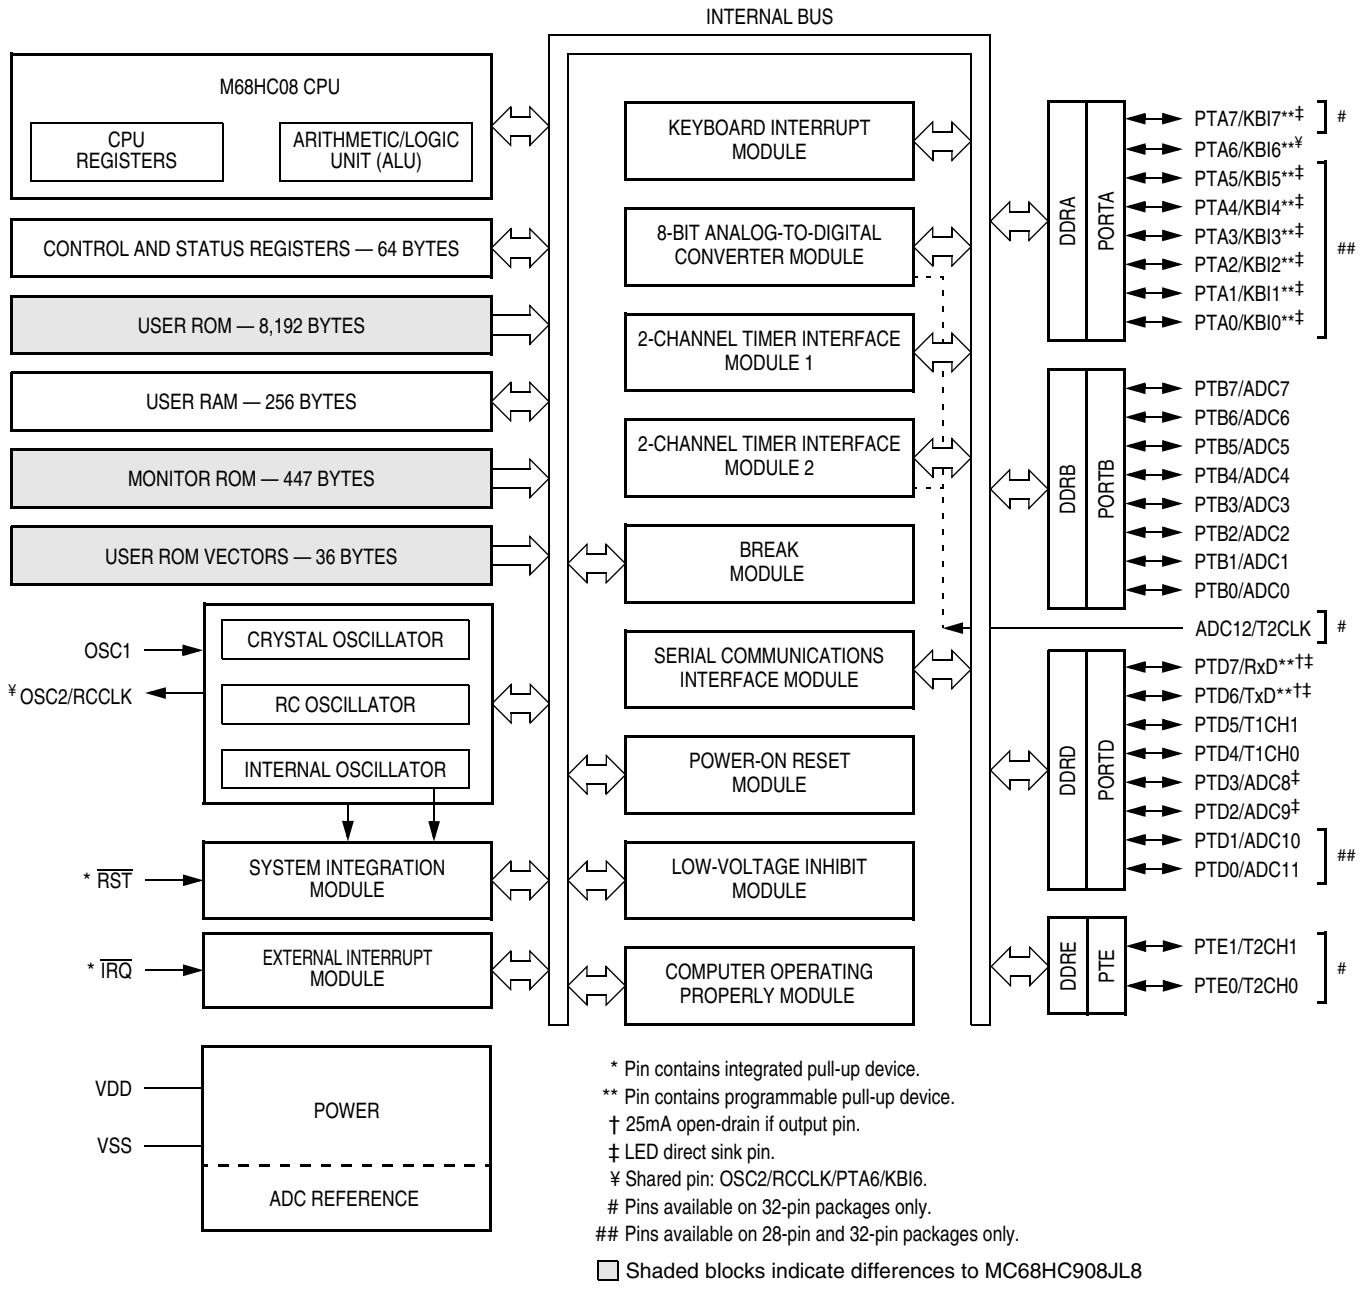 INTERNAL BUS
M68HC08 CPU
CPU
REGISTERS
ARITHMETIC/LOGIC
UNIT (ALU)
CONTROL AND STATUS REGISTERS — 64 BYTES
USER ROM — 8,192 BYTES
USER RAM — 256 BYTES
MONITOR ROM — 447 BYTES
USER ROM VECTORS — 36 BYTES
OSC1
¥ OSC2/RCCLK
CRYSTAL OSCILLATOR
RC OSCILLATOR
INTERNAL OSCILLATOR
* RST
SYSTEM INTEGRATION
MODULE
* IRQ
EXTERNAL INTERRUPT
MODULE
VDD
VSS
POWER
ADC REFERENCE
KEYBOARD INTERRUPT
MODULE
8-BIT ANALOG-TO-DIGITAL
CONVERTER MODULE
2-CHANNEL TIMER INTERFACE
MODULE 1
2-CHANNEL TIMER INTERFACE
MODULE 2
BREAK
MODULE
SERIAL COMMUNICATIONS
INTERFACE MODULE
POWER-ON RESET
MODULE
LOW-VOLTAGE INHIBIT
MODULE
COMPUTER OPERATING
PROPERLY MODULE
DDRA
PORTA
PTA7/KBI7**‡
#
PTA6/KBI6**¥
PTA5/KBI5**‡
PTA4/KBI4**‡
PTA3/KBI3**‡
PTA2/KBI2**‡
PTA1/KBI1**‡
PTA0/KBI0**‡
##
DDRB
PORTB
PTB7/ADC7
PTB6/ADC6
PTB5/ADC5
PTB4/ADC4
PTB3/ADC3
PTB2/ADC2
PTB1/ADC1
PTB0/ADC0
ADC12/T2CLK
#
DDRD
PORTD
PTD7/RxD**†‡
PTD6/TxD**†‡
PTD5/T1CH1
PTD4/T1CH0
PTD3/ADC8‡
PTD2/ADC9‡
PTD1/ADC10
PTD0/ADC11
##
DDRE
PTE
PTE1/T2CH1
PTE0/T2CH0
#
* Pin contains integrated pull-up device.
** Pin contains programmable pull-up device.
† 25mA open-drain if output pin.
‡ LED direct sink pin.
¥ Shared pin: OSC2/RCCLK/PTA6/KBI6.
# Pins available on 32-pin packages only.
## Pins available on 28-pin and 32-pin packages only.
Shaded blocks indicate differences to MC68HC908JL8